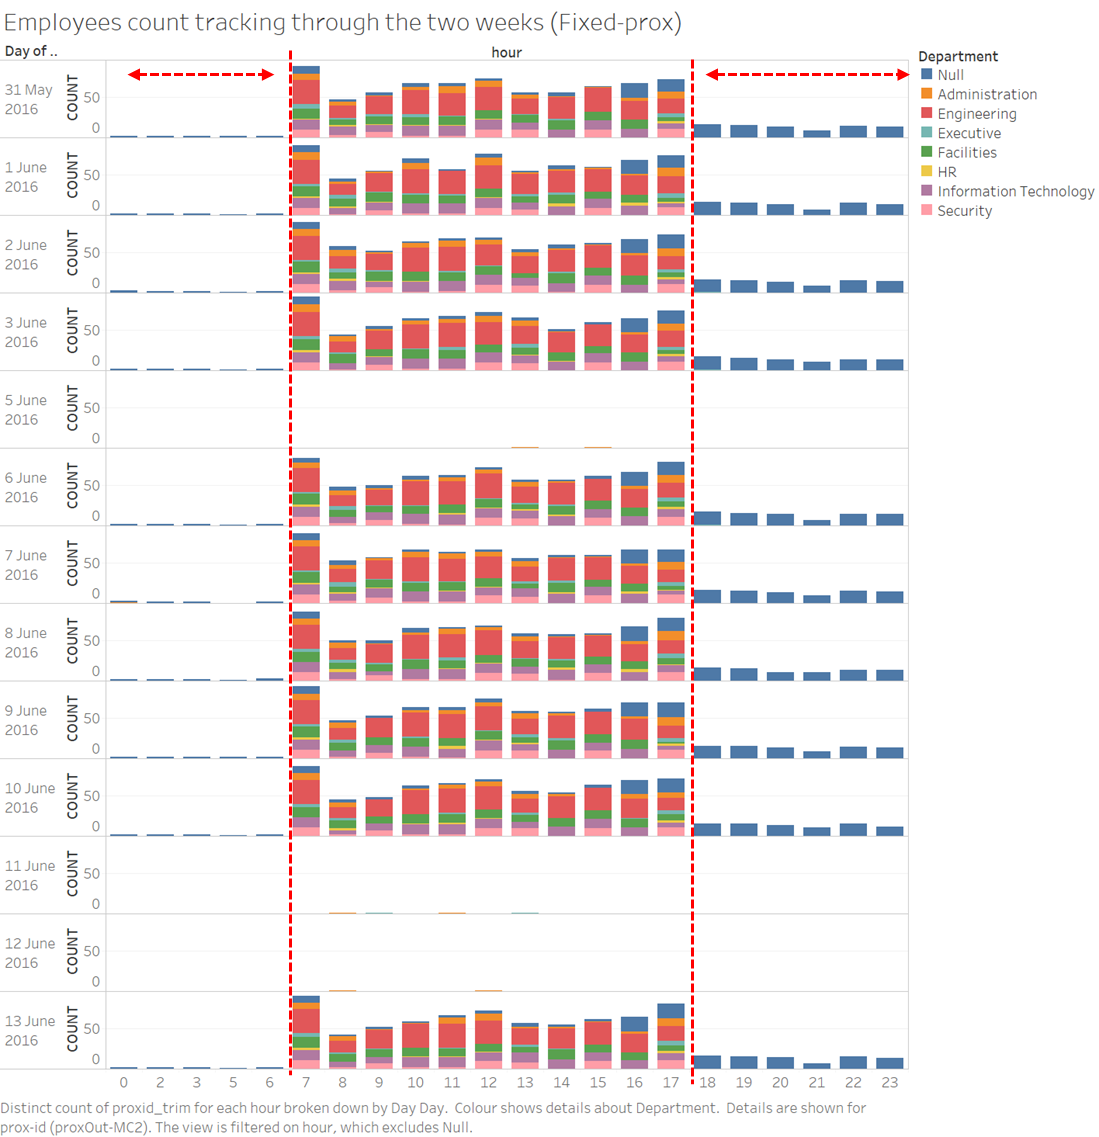 Employees count tracking through the two weeks (Fixed-prox)
Day of ..
hour
31 May
2016
COUNT
50
0
1 June
2016
COUNT
50
0
2 June
2016
COUNT
50
0
3 June
2016
COUNT
50
0
5 June
2016
COUNT
50
0
6 June
2016
COUNT
50
0
7 June
2016
COUNT
50
0
8 June
2016
COUNT
50
0
9 June
2016
COUNT
50
0
10 June
2016
COUNT
50
0
11 June
2016
COUNT
50
0
12 June
2016
COUNT
50
0
13 June
2016
COUNT
50
0
0 2 3 5 6 7 8 9 10 11 12 13 14 15 16 17 18 19 20 21 22 23
Department
Null
Administration
Engineering
Executive
Facilities
HR
Information Technology
Security
Distinct count of proxid_trim for each hour broken down by Day Day. Colour shows details about Department. Details are shown for
prox-id (proxOut-MC2). The view is filtered on hour, which excludes Null.